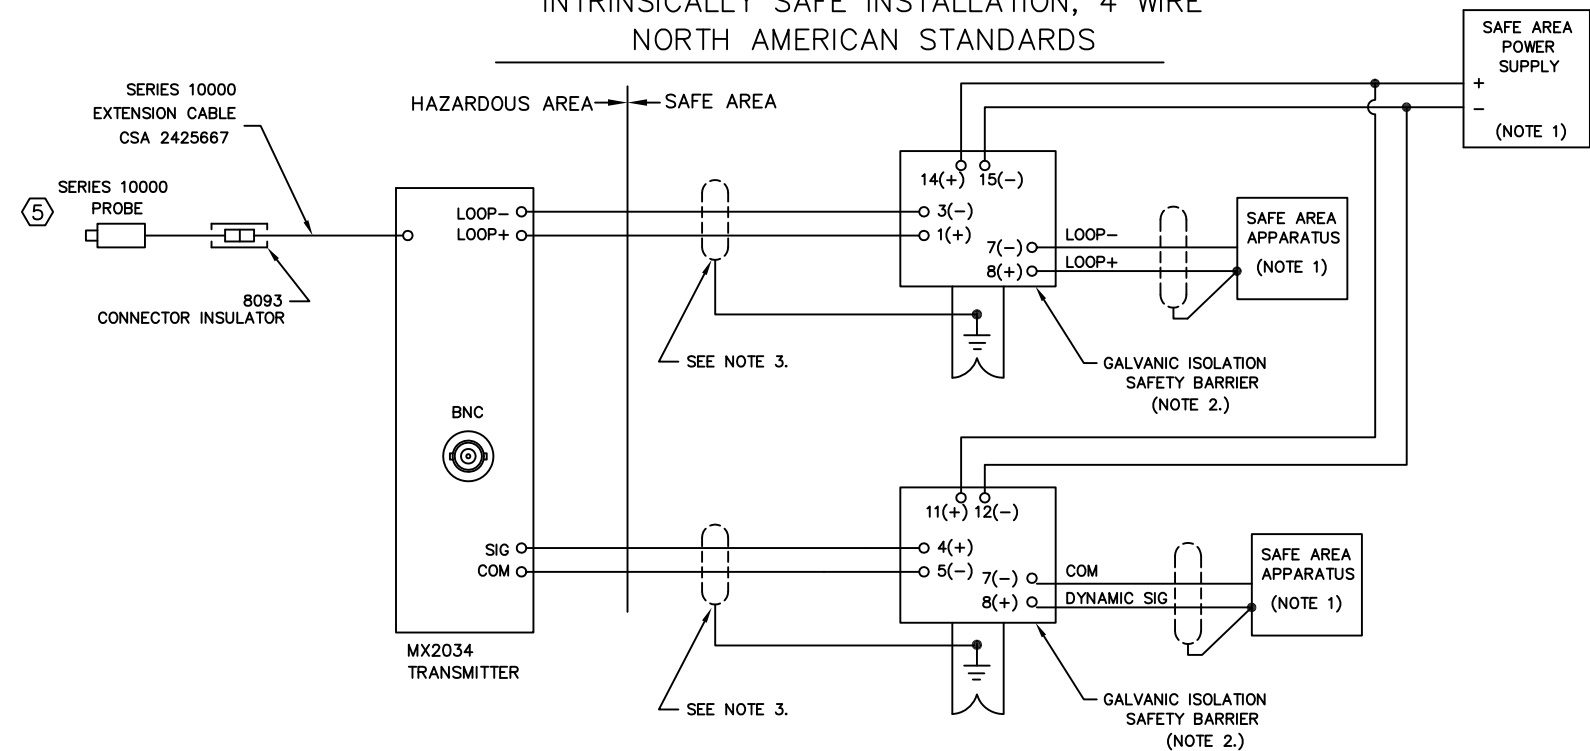 INTRINSICALLY SAFE INSTALLATION, 4 WIRE
NORTH AMERICAN STANDARDS
SAFE AREA
POWER
SUPPLY
+
−
(NOTE 1)
SERIES 10000
EXTENSION CABLE
CSA 2425667
HAZARDOUS AREA
SAFE AREA
5
SERIES 10000
PROBE
8093
CONNECTOR INSULATOR
LOOP−
LOOP+
14(+) 15(−)
3(−)
1(+)
7(−)
8(+)
LOOP−
LOOP+
SAFE AREA
APPARATUS
(NOTE 1)
SEE NOTE 3.
GALVANIC ISOLATION
SAFETY BARRIER
(NOTE 2.)
BNC
SIG
COM
MX2034
TRANSMITTER
11(+) 12(−)
4(+)
5(−)
7(−)
8(+)
COM
DYNAMIC SIG
SAFE AREA
APPARATUS
(NOTE 1)
SEE NOTE 3.
GALVANIC ISOLATION
SAFETY BARRIER
(NOTE 2.)